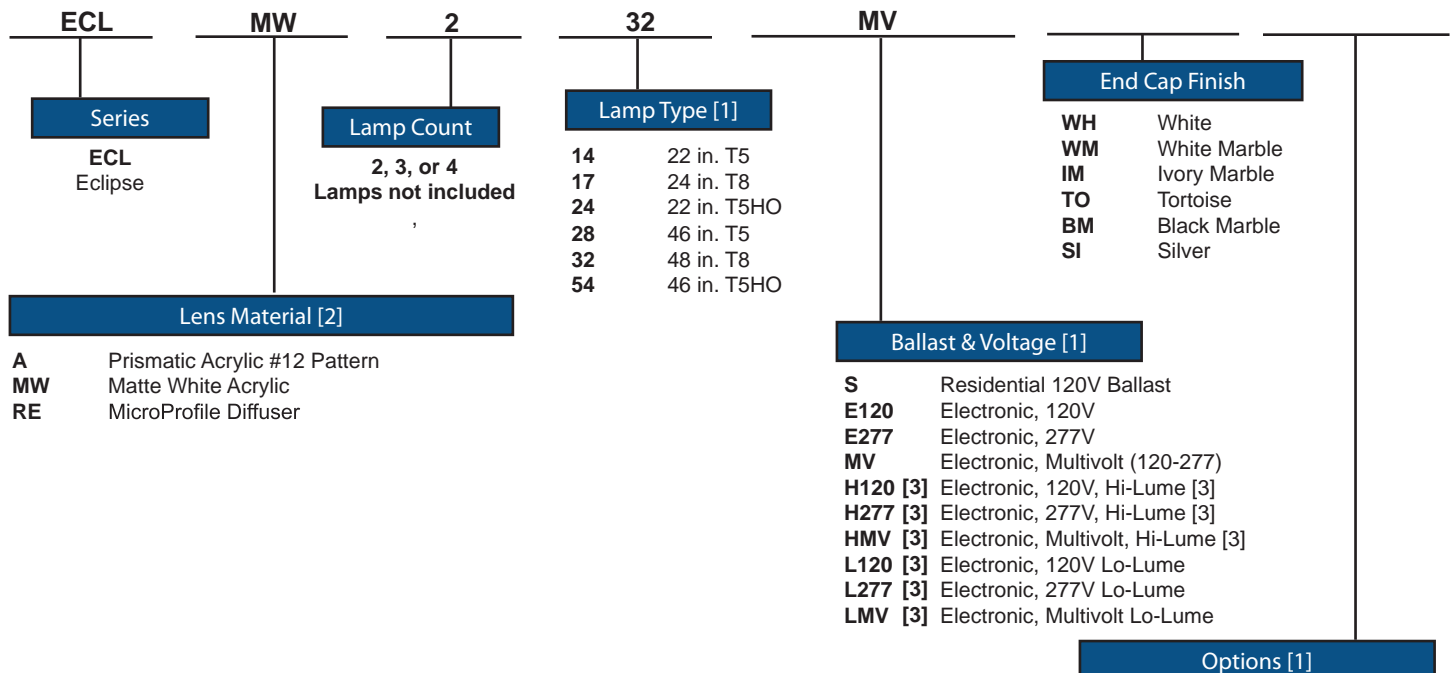 ECL MW 2 32 MV
Series
ECL
Eclipse
Lamp Count
2, 3, or 4
Lamps not included
,
Lamp Type [1]
14 22 in. T5
17 24 in. T8
24 22 in. T5HO
28 46 in. T5
32 48 in. T8
54 46 in. T5HO
End Cap Finish
WH White
WM White Marble
IM Ivory Marble
TO Tortoise
BM Black Marble
SI Silver
Lens Material [2]
A Prismatic Acrylic #12 Pattern
MW Matte White Acrylic
RE MicroProfile Diffuser
Ballast & Voltage [1]
S Residential 120V Ballast
E120 Electronic, 120V
E277 Electronic, 277V
MV Electronic, Multivolt (120-277)
H120 [3] Electronic, 120V, Hi-Lume [3]
H277 [3] Electronic, 277V, Hi-Lume [3]
HMV [3] Electronic, Multivolt, Hi-Lume [3]
L120 [3] Electronic, 120V Lo-Lume
L277 [3] Electronic, 277V Lo-Lume
LMV [3] Electronic, Multivolt Lo-Lume
Options [1]